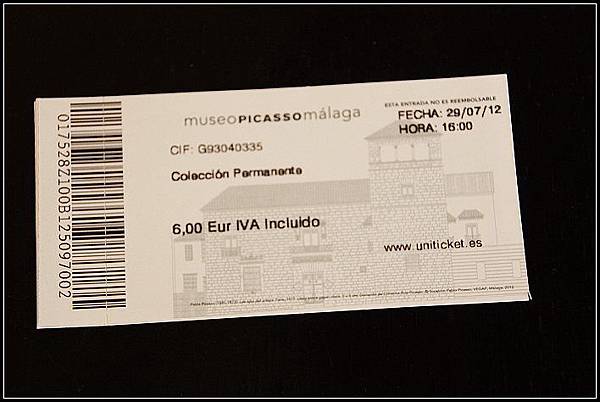 017528Z100B125097002
museoPICASSOmálaga
ESTA ENTRADA NO ES REEMBOLSABLE
FECHA: 29/07/12
HORA: 16:00
CIF: G93040335
Colección Permanente
6,00 Eur IVA Incluido
www.uniticket.es